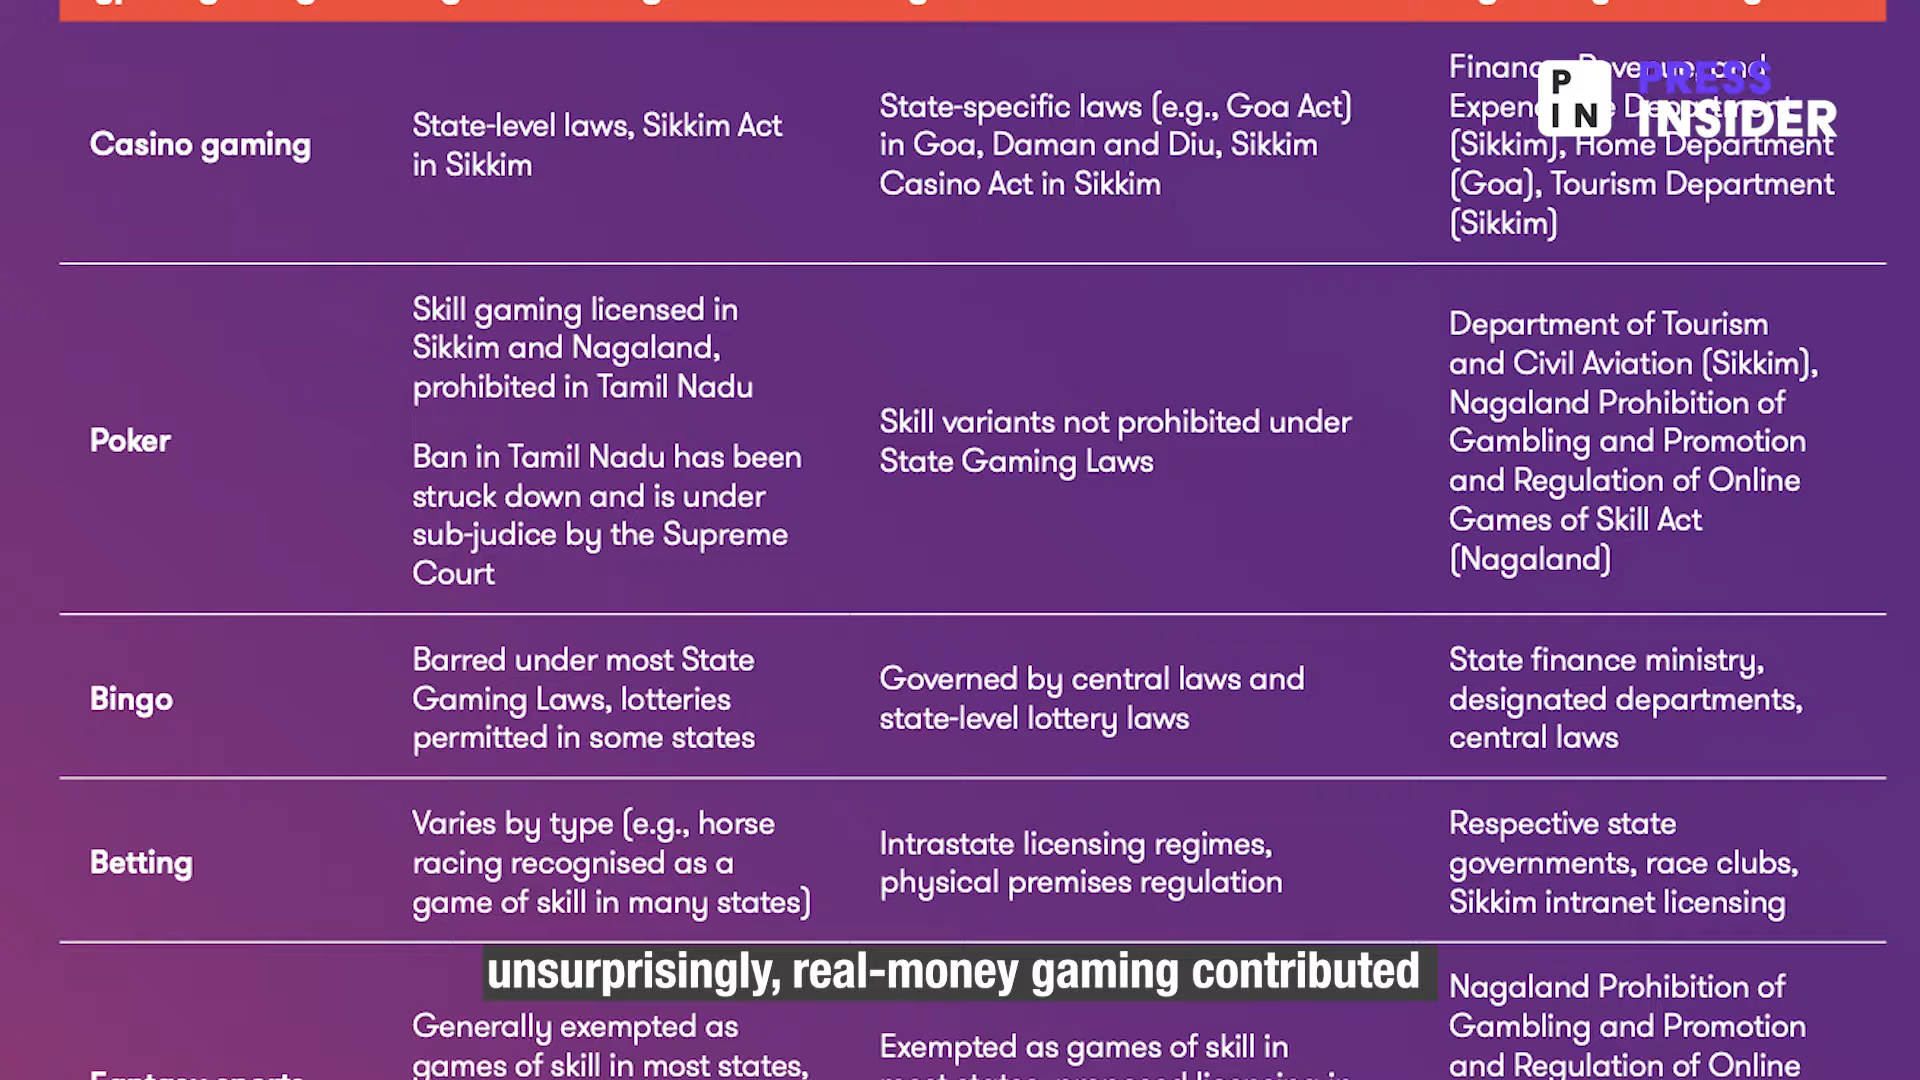 Casino gaming
State-level laws, Sikkim Act
in Sikkim
State-specific laws (e.g., Goa Act)
in Goa, Daman and Diu, Sikkim
Casino Act in Sikkim
and
Department
(Sikkim), Home Department
(Goa), Tourism Department
(Sikkim)
P
IN
PRESS
INSIDER
Poker
Skill gaming licensed in
Sikkim and Nagaland,
prohibited in Tamil Nadu
Ban in Tamil Nadu has been
struck down and is under
sub-judice by the Supreme
Court
Skill variants not prohibited under
State Gaming Laws
Department of Tourism
and Civil Aviation (Sikkim),
Nagaland Prohibition of
Gambling and Promotion
and Regulation of Online
Games of Skill Act
(Nagaland)
Bingo
Barred under most State
Gaming Laws, lotteries
permitted in some states
Governed by central laws and
state-level lottery laws
State finance ministry,
designated departments,
central laws
Betting
Varies by type (e.g., horse
racing recognised as a
game of skill in many states)
Intrastate licensing regimes,
physical premises regulation
Respective state
governments, race clubs,
Sikkim intranet licensing
unsurprisingly, real-money gaming contributed
Generally exempted as
games of skill in most states,
Exempted as games of skill in
Nagaland Prohibition of
Gambling and Promotion
and Regulation of Online